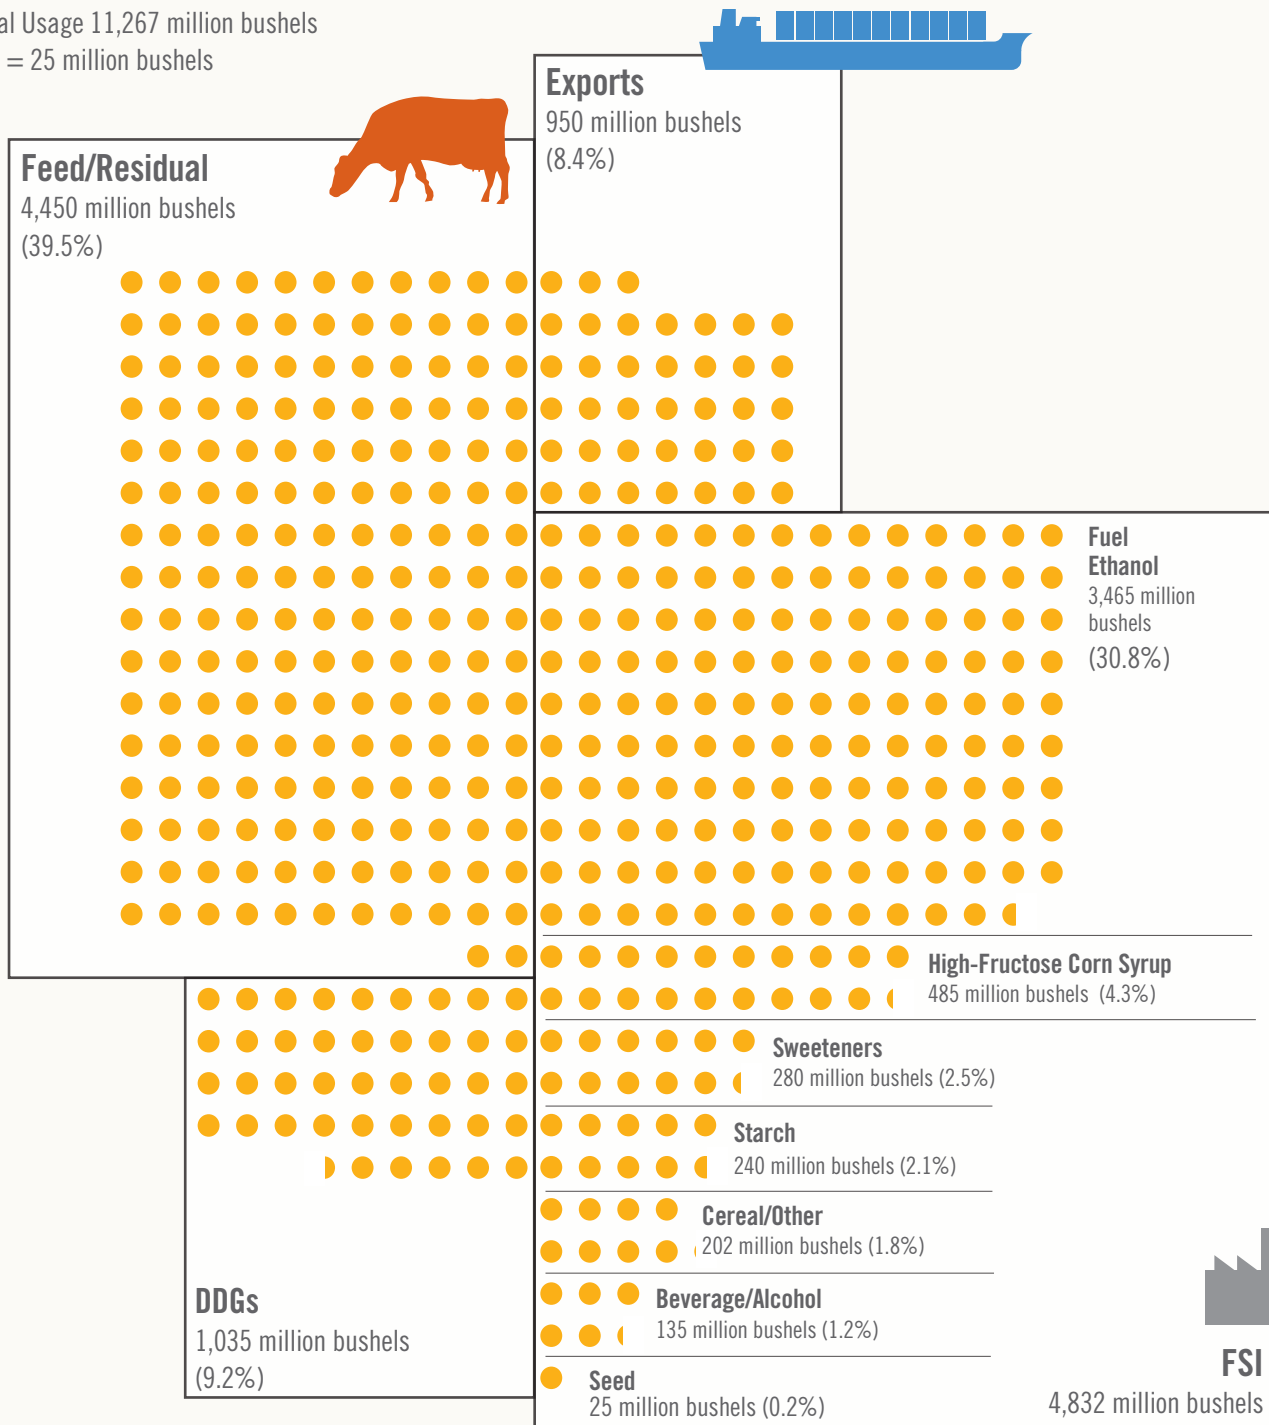 al Usage 11,267 million bushels
= 25 million bushels
Exports
950 million bushels
(8.4%)
Feed/Residual
4,450 million bushels
(39.5%)
Fuel
Ethanol
3,465 million
bushels
(30.8%)
High-Fructose Corn Syrup
485 million bushels (4.3%)
Sweeteners
280 million bushels (2.5%)
Starch
240 million bushels (2.1%)
Cereal/Other
202 million bushels (1.8%)
Beverage/Alcohol
135 million bushels (1.2%)
Seed
25 million bushels (0.2%)
DDGs
1,035 million bushels
(9.2%)
FSI
4,832 million bushels